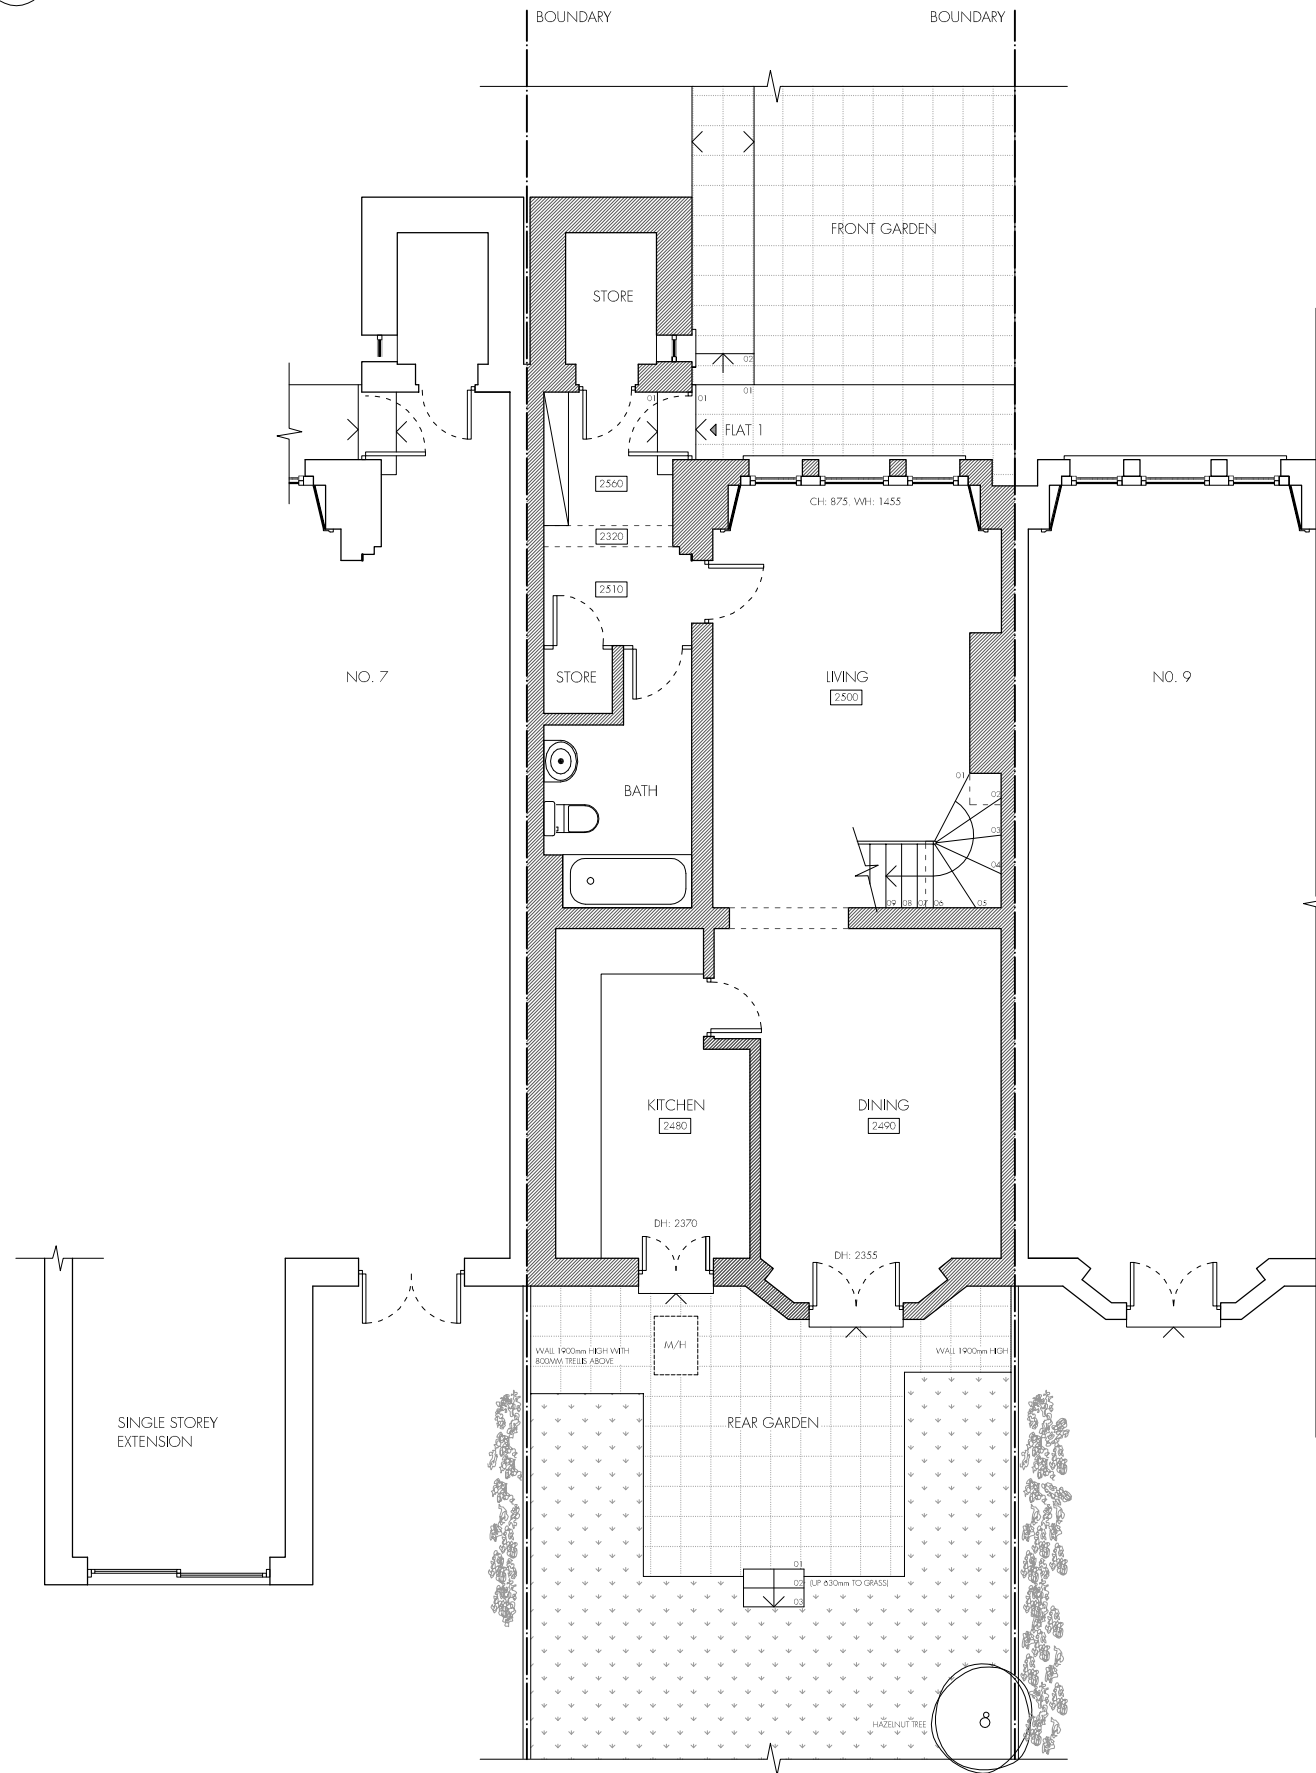 BOUNDARY
BOUNDARY
FRONT GARDEN
STORE
02
01
01
01
FLAT 1
2560
CH: 875, WH: 1455
2320
2510
NO. 7
STORE
LIVING
2500
N0. 9
01
02
BATH
03
04
09 08 07 06
05
KITCHEN
2480
DINING
2490
DH: 2370
DH: 2355
M/H
WALL 1900mm HIGH WITH
800MM TRELLIS ABOVE
WALL 1900mm HIGH
SINGLE STOREY
EXTENSION
REAR GARDEN
01
02 (UP 630mm TO GRASS)
03
HAZELNUT TREE
8